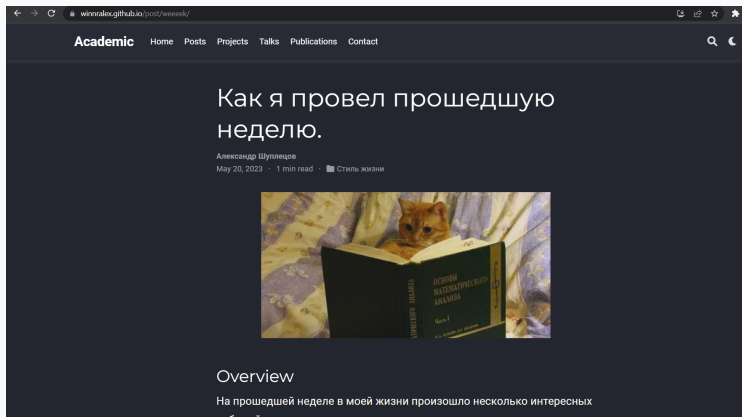 winnralex.github.io/post/weeeek/
Academic Home Posts Projects Talks Publications Contact
Как я провел прошедшую
неделю.
Александр Шуплецов
May 20, 2023 · 1 min read · Стиль жизни
ОСНОВЫ
МАТЕМАТИЧЕСКОГО
АНАЛИЗА
Часть I
Overview
На прошедшей неделе в моей жизни произошло несколько интересных